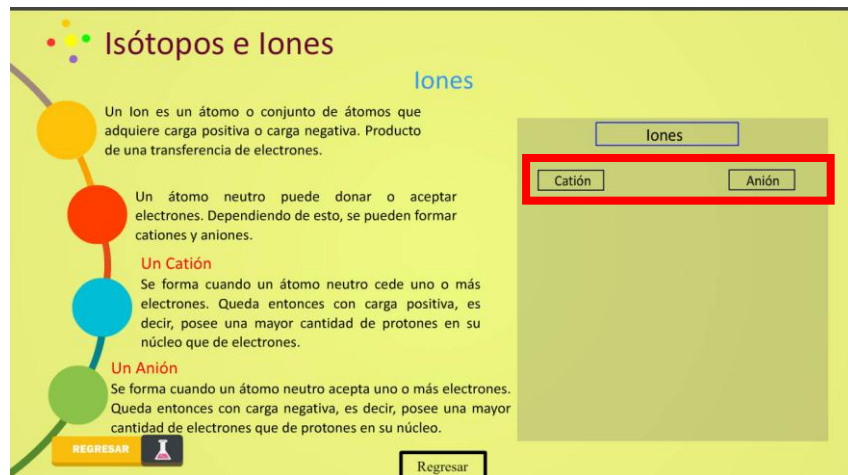 Isótopos e Iones
Iones
Un Ion es un átomo o conjunto de átomos que
adquiere carga positiva o carga negativa. Producto
de una transferencia de electrones.
Un átomo neutro puede donar o aceptar
electrones. Dependiendo de esto, se pueden formar
cationes y aniones.
Un Catión
Se forma cuando un átomo neutro cede uno o más
electrones. Queda entonces con carga positiva, es
decir, posee una mayor cantidad de protones en su
núcleo que de electrones.
Un Anión
Se forma cuando un átomo neutro acepta uno o más electrones.
Queda entonces con carga negativa, es decir, posee una mayor
cantidad de electrones que de protones en su núcleo.
REGRESAR
Regresar
Iones
Catión Anión